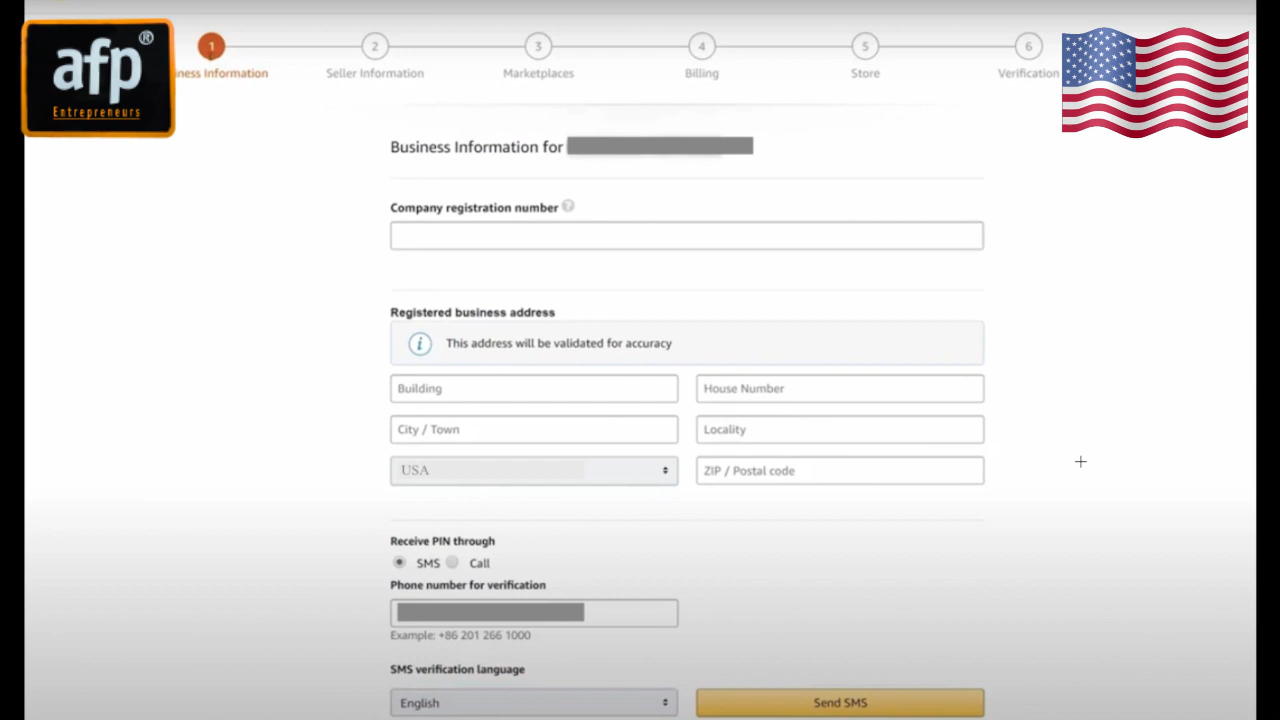 afp®
Entrepreneurs
1
2
3
4
5
6
ness Information
Seller Information
Marketplaces
Billing
Store
Verification
Business Information for
Company registration number ?
Registered business address
i This address will be validated for accuracy
Building
House Number
City / Town
Locality
USA
ZIP / Postal code
Receive PIN through
SMS Call
Phone number for verification
Example: +86 201 266 1000
SMS verification language
English
Send SMS